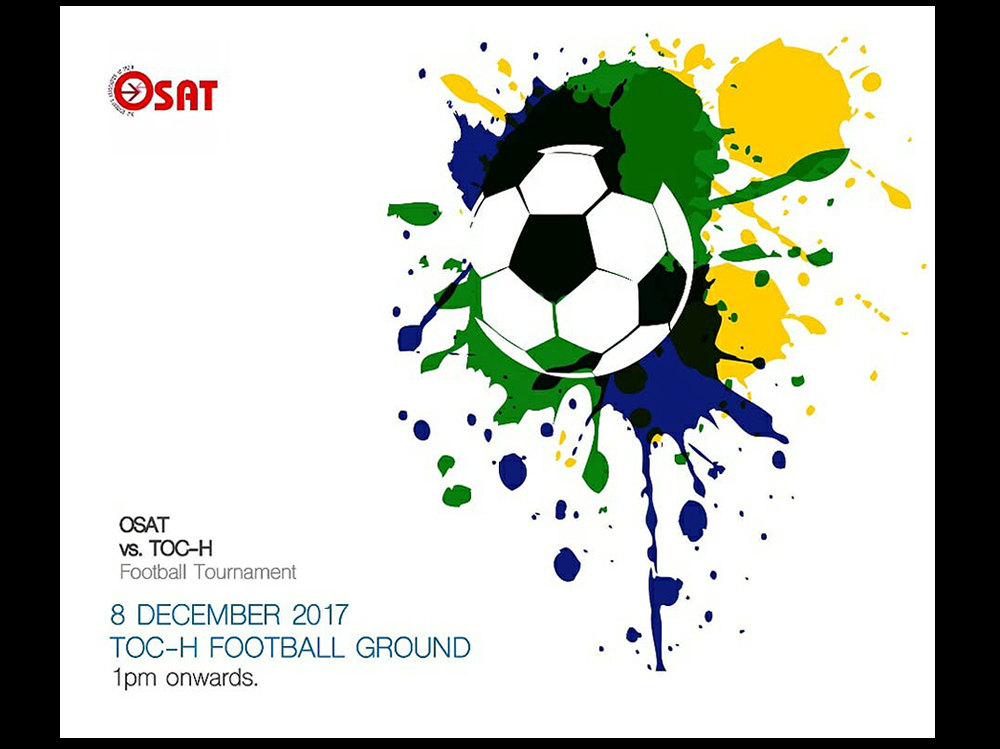 OSAT
OSAT
vs. TOC-H
Football Tournament
8 DECEMBER 2017
TOC-H FOOTBALL GROUND
1pm onwards.